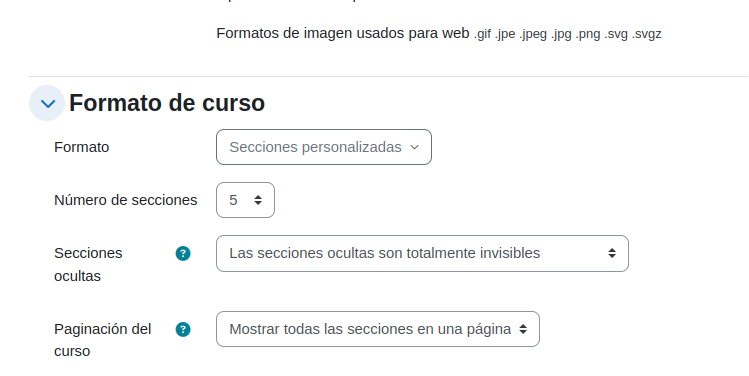 Formatos de imagen usados para web .gif .jpe .jpeg .jpg .png .svg .svgz
Formato de curso
Formato Secciones personalizadas
Número de secciones 5
Secciones ocultas ? Las secciones ocultas son totalmente invisibles
Paginación del curso ? Mostrar todas las secciones en una página